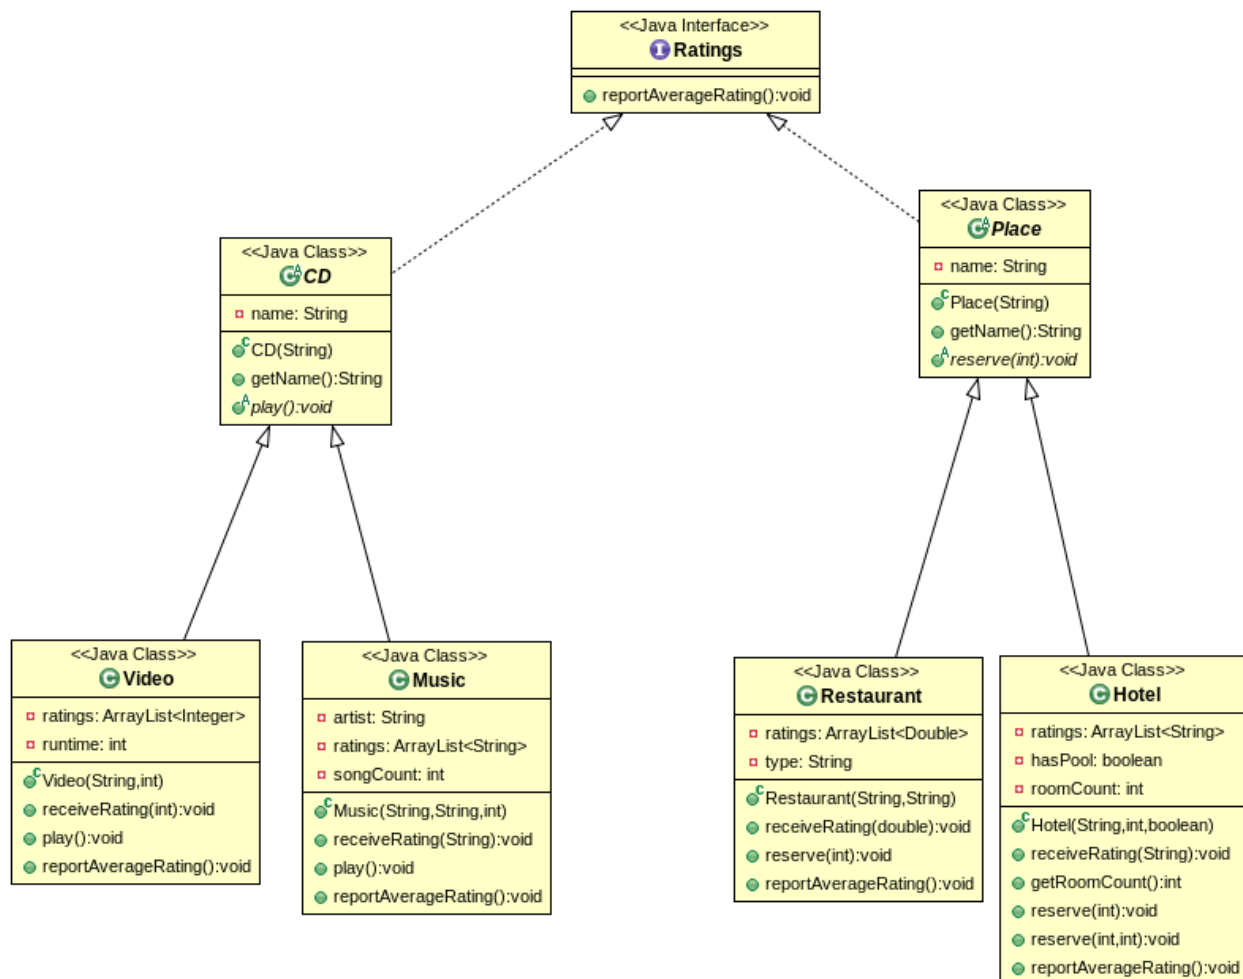 <<Java Interface>>
Ratings
reportAverageRating():void
<<Java Class>>
CD
name: String
CD(String)
getName():String
play():void
<<Java Class>>
Place
name: String
Place(String)
getName():String
reserve(int):void
<<Java Class>>
Video
ratings: ArrayList<Integer>
runtime: int
Video(String,int)
receiveRating(int):void
play():void
reportAverageRating():void
<<Java Class>>
Music
artist: String
ratings: ArrayList<String>
songCount: int
Music(String,String,int)
receiveRating(String):void
play():void
reportAverageRating():void
<<Java Class>>
Restaurant
ratings: ArrayList<Double>
type: String
Restaurant(String,String)
receiveRating(double):void
reserve(int):void
reportAverageRating():void
<<Java Class>>
Hotel
ratings: ArrayList<String>
hasPool: boolean
roomCount: int
Hotel(String,int,boolean)
receiveRating(String):void
getRoomCount():int
reserve(int):void
reserve(int,int):void
reportAverageRating():void